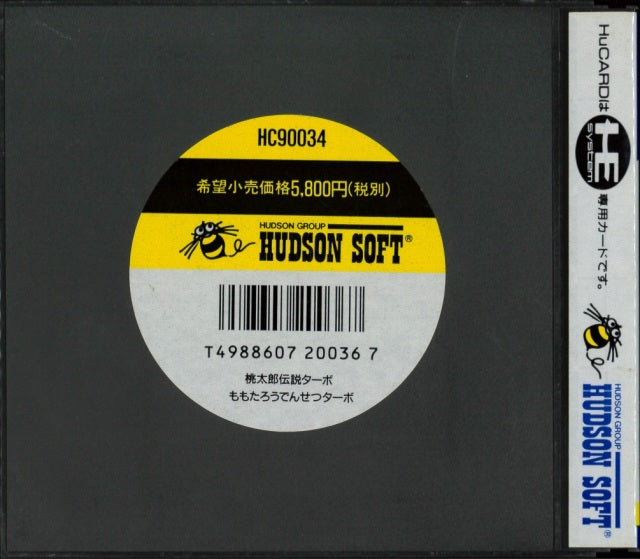 HC90034
希望小売価格5,800円(税別)
HUDSON GROUP
HUDSON SOFT®
T4988607 20036 7
桃太郎伝説ターボ
ももたろうでんせつターボ
HuCARDは
HE
system
専用カードです。
HUDSON GROUP
HUDSON SOFT®